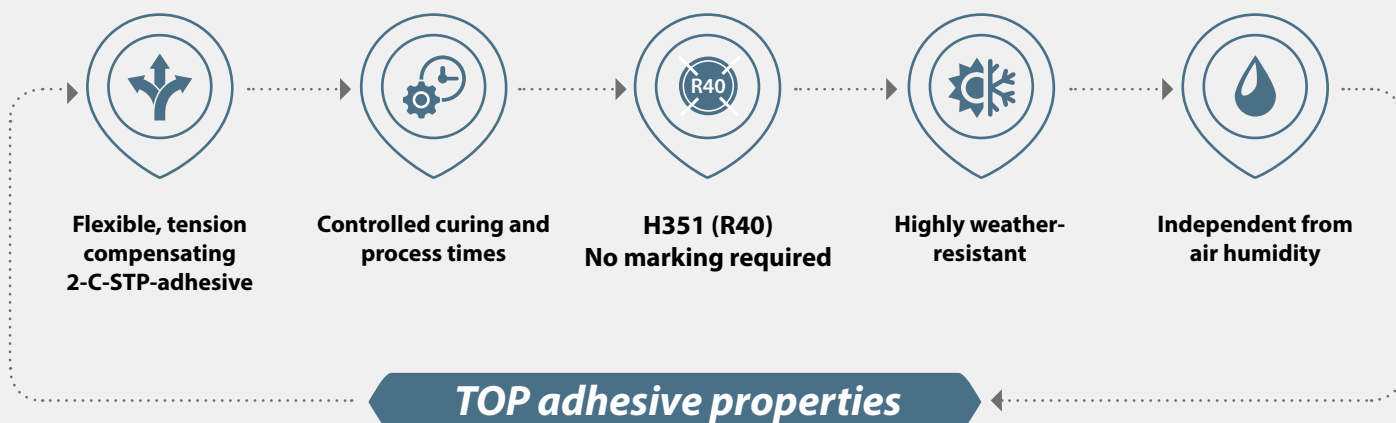 R40
Flexible, tension
compensating
2-C-STP-adhesive
Controlled curing and
process times
H351 (R40)
No marking required
Highly weather-
resistant
Independent from
air humidity
TOP adhesive properties